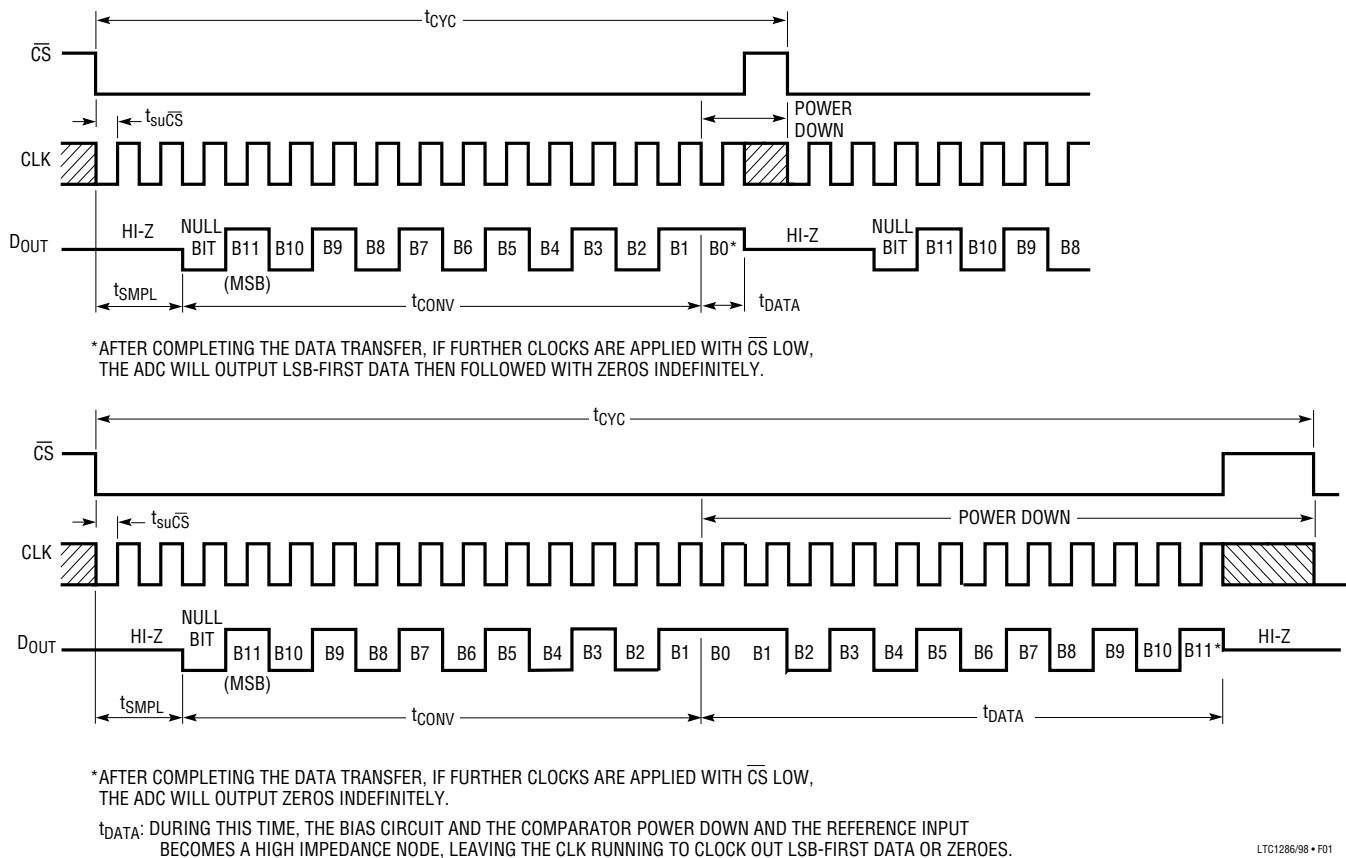 tCYC
C̅S̅
POWER
DOWN
tsuC̅S̅
CLK
NULL
BIT
HI-Z
HI-Z
NULL
BIT
DOUT
B11 B10 B9 B8 B7 B6 B5 B4 B3 B2 B1 B0* B11 B10 B9 B8
(MSB)
tSMPL
tCONV
tDATA
*AFTER COMPLETING THE DATA TRANSFER, IF FURTHER CLOCKS ARE APPLIED WITH C̅S̅ LOW,
THE ADC WILL OUTPUT LSB-FIRST DATA THEN FOLLOWED WITH ZEROS INDEFINITELY.
tCYC
C̅S̅
tsuC̅S̅
POWER DOWN
CLK
NULL
BIT
HI-Z
HI-Z
DOUT
B11 B10 B9 B8 B7 B6 B5 B4 B3 B2 B1 B0 B1 B2 B3 B4 B5 B6 B7 B8 B9 B10 B11*
(MSB)
tSMPL
tCONV
tDATA
*AFTER COMPLETING THE DATA TRANSFER, IF FURTHER CLOCKS ARE APPLIED WITH C̅S̅ LOW,
THE ADC WILL OUTPUT ZEROS INDEFINITELY.
tDATA: DURING THIS TIME, THE BIAS CIRCUIT AND THE COMPARATOR POWER DOWN AND THE REFERENCE INPUT
BECOMES A HIGH IMPEDANCE NODE, LEAVING THE CLK RUNNING TO CLOCK OUT LSB-FIRST DATA OR ZEROES.
LTC1286/98 • F01